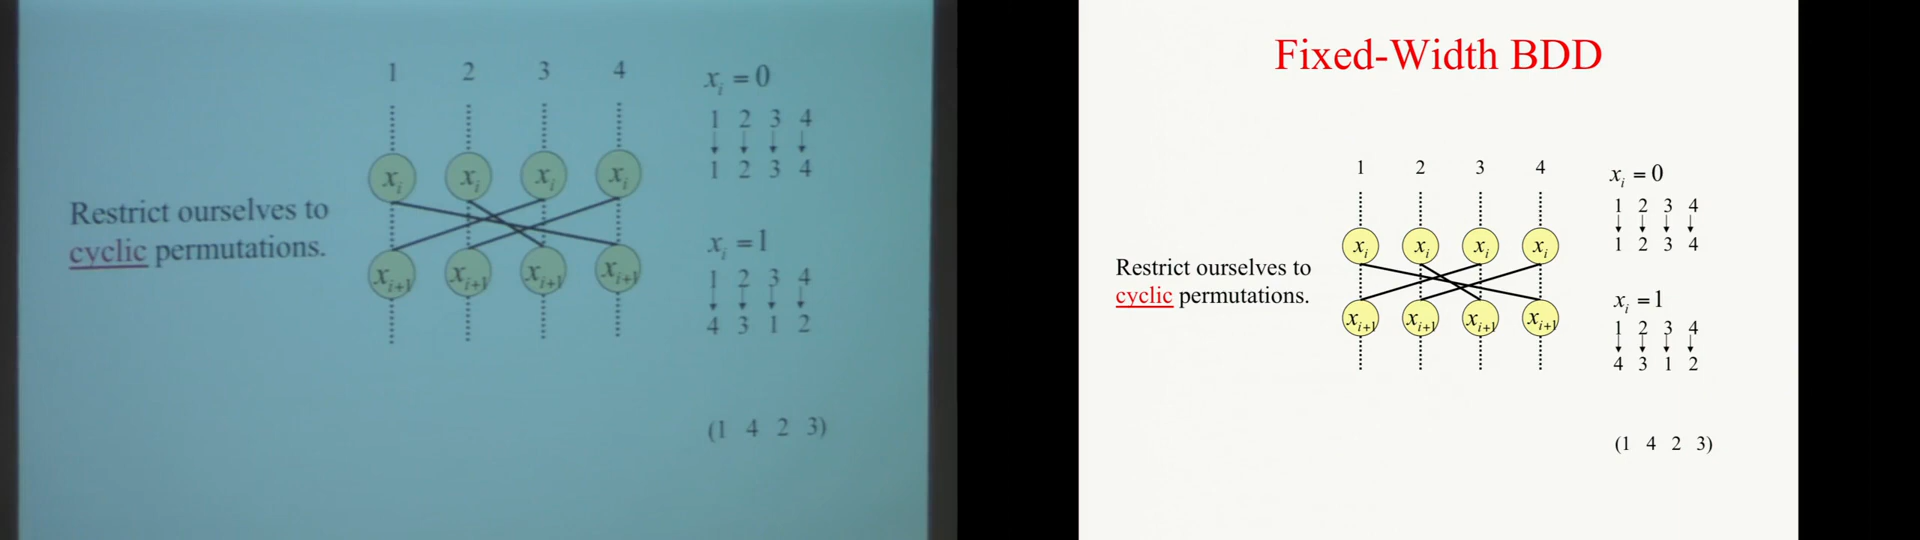 1 2 3 4
x_i = 0
1 2 3 4
1 2 3 4
x_i x_i x_i x_i
Restrict ourselves to
cyclic permutations.
x_i = 1
1 2 3 4
x_{i+1} x_{i+1} x_{i+1} x_{i+1}
4 3 1 2
(1 4 2 3)
Fixed-Width BDD
1 2 3 4
x_i = 0
1 2 3 4
1 2 3 4
x_i x_i x_i x_i
Restrict ourselves to
cyclic permutations.
x_i = 1
1 2 3 4
x_{i+1} x_{i+1} x_{i+1} x_{i+1}
4 3 1 2
(1 4 2 3)